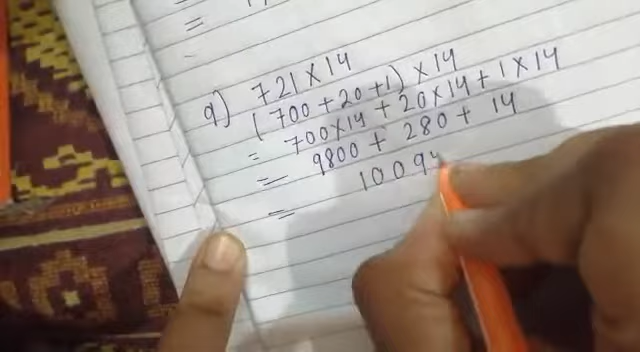 9) 721 × 14
(700 + 20 + 1) × 14
= 700×14 + 20×14 + 1×14
= 9800 + 280 + 14
= 1009